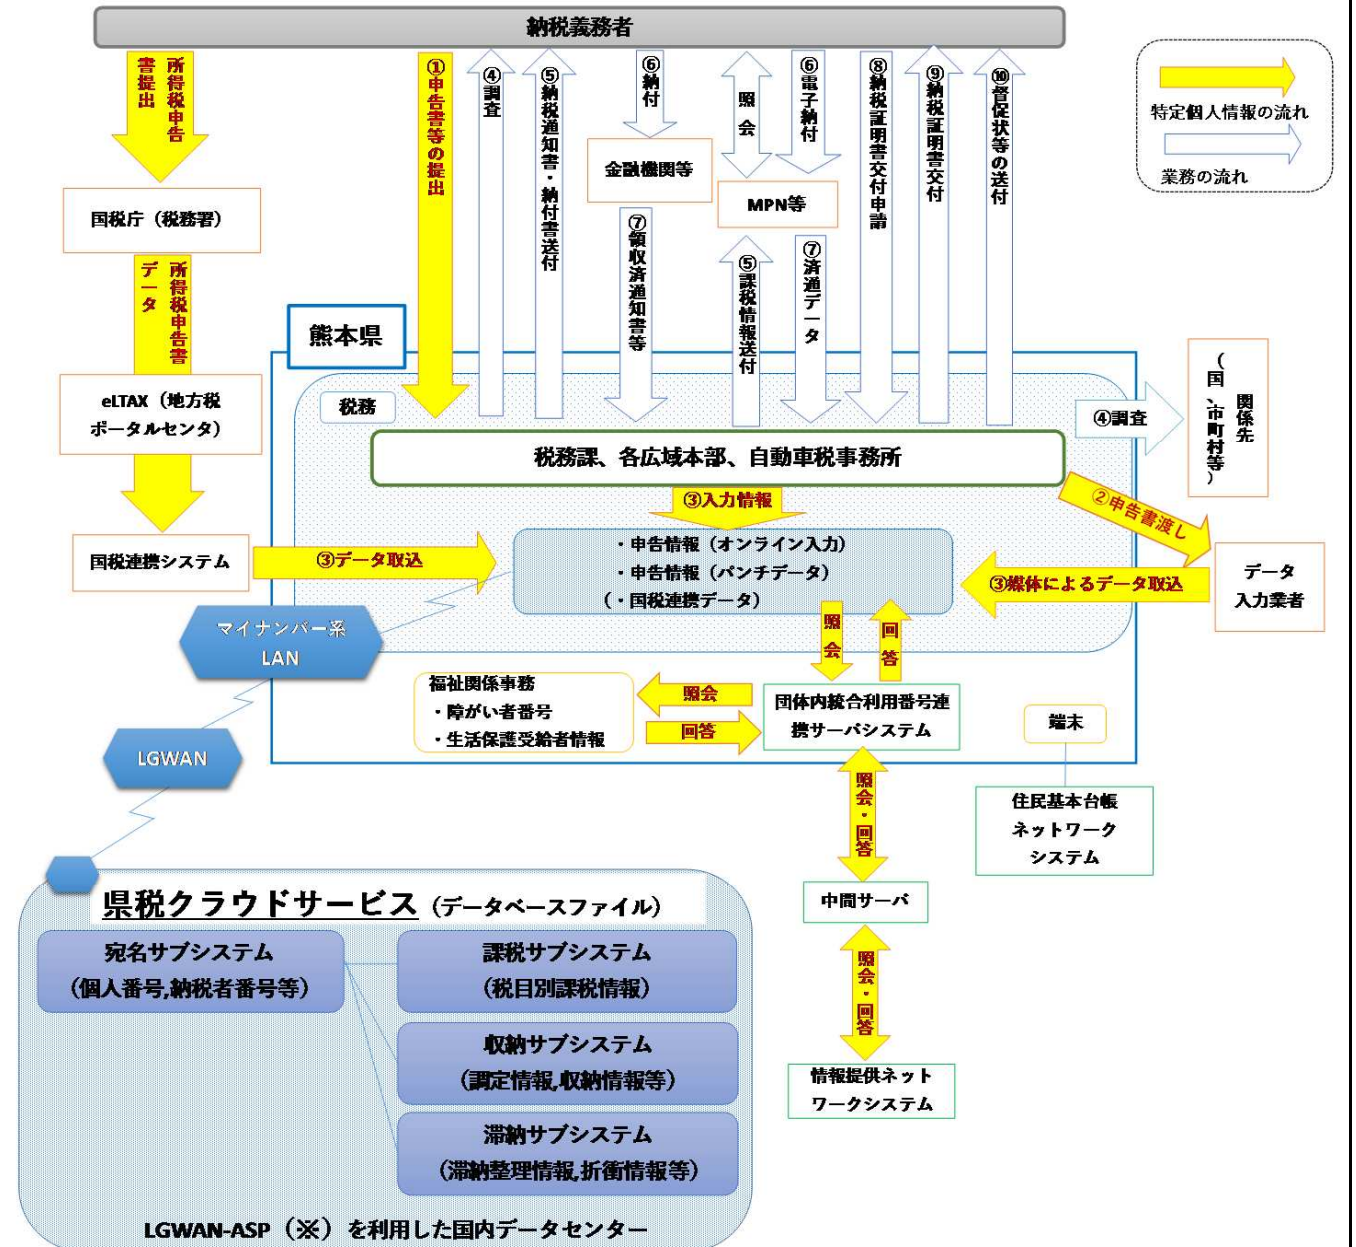 納税義務者
所得税申告
書提出
①申告書等の提出
④調査
⑤納税通知書・納付書送付
⑥納付
照会
⑥電子納付
⑧納税証明書交付申請
⑨納税証明書交付
⑩督促状等の送付
特定個人情報の流れ
業務の流れ
金融機関等
MPN等
国税庁（税務署）
⑦領収済通知書等
⑤課税情報送付
⑦済通データ
所得税申告書
データ
熊本県
eLTAX（地方税
ポータルセンタ）
税務
④調査
関係先
（国、市町村等）
税務課、各広域本部、自動車税事務所
③入力情報
②申告書渡し
国税連携システム
③データ取込
・申告情報（オンライン入力）
・申告情報（パンチデータ）
（・国税連携データ）
③媒体によるデータ取込
データ
入力業者
マイナンバー系
LAN
照会
回答
福祉関係事務
・障がい者番号
・生活保護受給者情報
照会
回答
団体内統合利用番号連
携サーバシステム
端末
LGWAN
照会・回答
住民基本台帳
ネットワーク
システム
中間サーバ
照会・回答
情報提供ネット
ワークシステム
県税クラウドサービス（データベースファイル）
宛名サブシステム
（個人番号,納税者番号等）
課税サブシステム
（税目別課税情報）
収納サブシステム
（調定情報,収納情報等）
滞納サブシステム
（滞納整理情報,折衝情報等）
LGWAN-ASP（※）を利用した国内データセンター